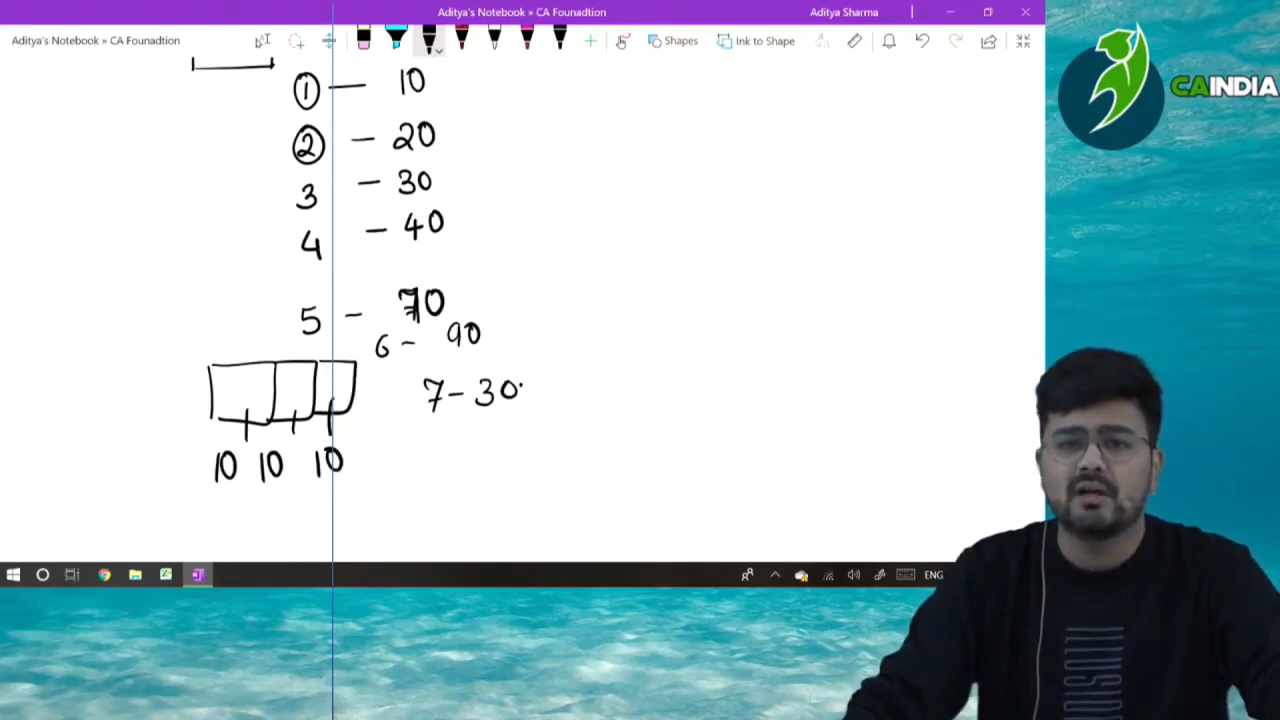 Aditya's Notebook » CA Founadtion
Aditya Sharma
Aditya's Notebook » CA Founadtion
Shapes
Ink to Shape
CAINDIA
1 — 10
2 – 20
3 – 30
4 – 40
5 – 70
6 – 90
7 – 30
10 10 10
ENG
ILLUSION